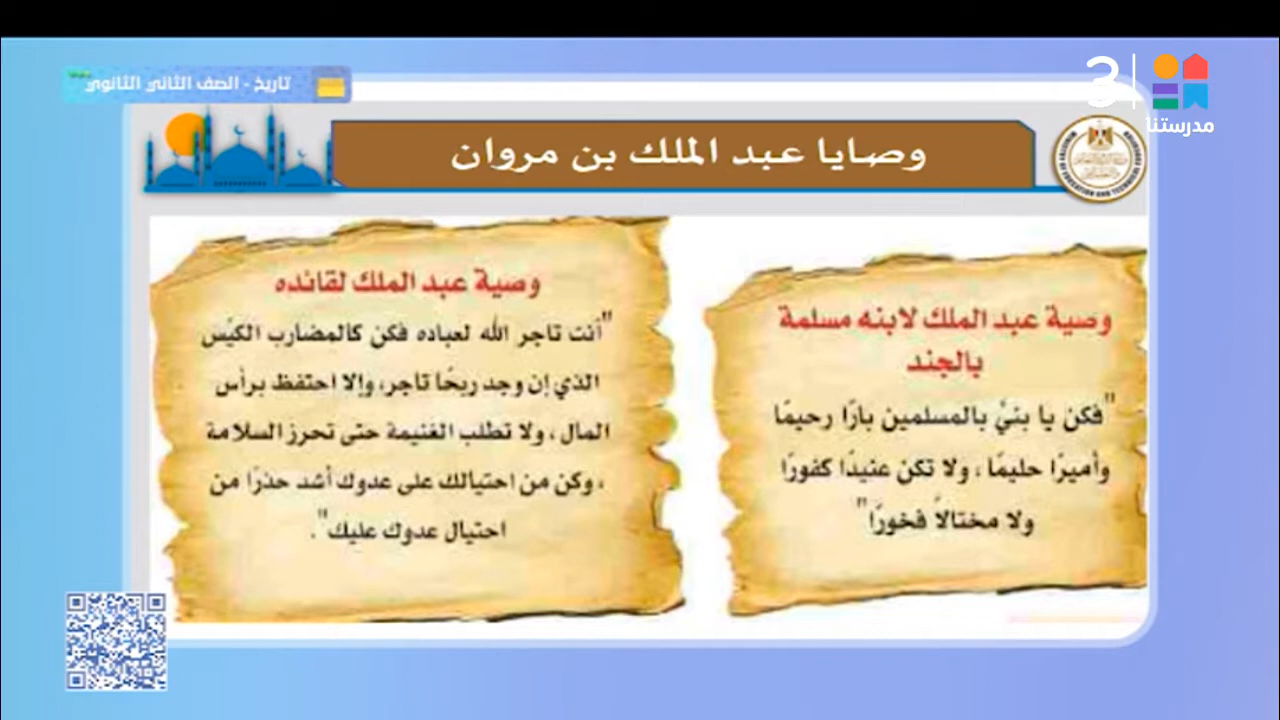 تاريخ - الصف الثاني الثانوي
3
مدرستنا
وصايا عبد الملك بن مروان
وصية عبد الملك لابنه مسلمة
بالجند
"فكن يا بنيَّ بالمسلمين بارًا رحيمًا
وأميرًا حليمًا، ولا تكن عنيدًا كفورًا
ولا مختالاً فخورًا"
وصية عبد الملك لقائده
"أنت تاجر الله لعباده فكن كالمضارب الكيّس
الذي إن وجد ربحًا تاجر، وإلا احتفظ برأس
المال، ولا تطلب الغنيمة حتى تحرز السلامة
، وكن من احتيالك على عدوك أشد حذرًا من
احتيال عدوك عليك".